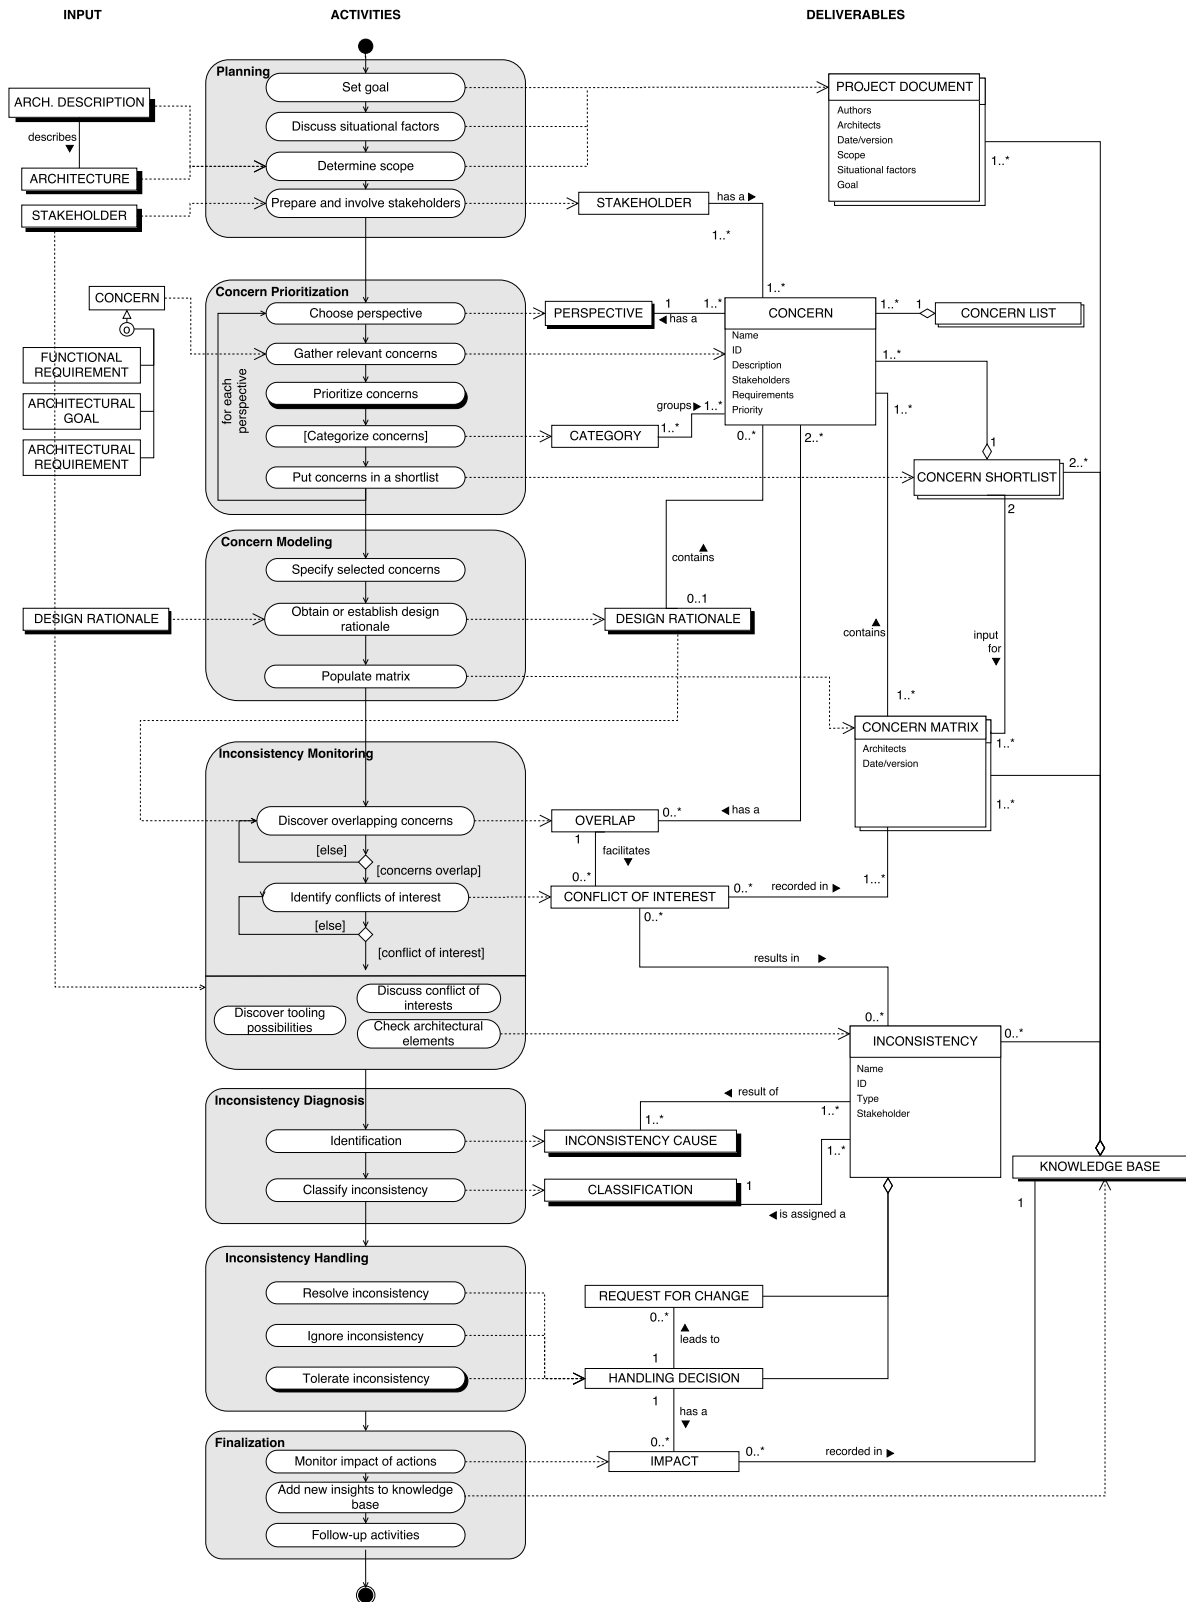 INPUT
ACTIVITIES
DELIVERABLES
Planning
Set goal
Discuss situational factors
Determine scope
Prepare and involve stakeholders
ARCH. DESCRIPTION
describes
ARCHITECTURE
STAKEHOLDER
PROJECT DOCUMENT
Authors
Architects
Date/version
Scope
Situational factors
Goal
1..*
STAKEHOLDER
has a
1..*
1..*
Concern Prioritization
Choose perspective
Gather relevant concerns
Prioritize concerns
[Categorize concerns]
Put concerns in a shortlist
for each
perspective
CONCERN
o
FUNCTIONAL
REQUIREMENT
ARCHITECTURAL
GOAL
ARCHITECTURAL
REQUIREMENT
PERSPECTIVE
1
1..*
has a
CONCERN
Name
ID
Description
Stakeholders
Requirements
Priority
1..*
1
CONCERN LIST
1..*
1..*
groups
1..*
CATEGORY
1..*
0..*
2..*
1
CONCERN SHORTLIST
2..*
2
Concern Modeling
Specify selected concerns
Obtain or establish design
rationale
Populate matrix
DESIGN RATIONALE
contains
0..1
DESIGN RATIONALE
contains
input
for
1..*
CONCERN MATRIX
Architects
Date/version
1..*
1..*
Inconsistency Monitoring
Discover overlapping concerns
[else]
[concerns overlap]
Identify conflicts of interest
[else]
[conflict of interest]
Discuss conflict of
interests
Discover tooling
possibilities
Check architectural
elements
OVERLAP
0..*
has a
1
facilitates
0..*
CONFLICT OF INTEREST
0..*
recorded in
1...*
0..*
results in
0..*
INCONSISTENCY
0..*
Name
ID
Type
Stakeholder
Inconsistency Diagnosis
Identification
Classify inconsistency
result of
1..*
1..*
INCONSISTENCY CAUSE
1..*
CLASSIFICATION
1
is assigned a
KNOWLEDGE BASE
1
Inconsistency Handling
Resolve inconsistency
Ignore inconsistency
Tolerate inconsistency
REQUEST FOR CHANGE
0..*
leads to
1
HANDLING DECISION
1
has a
0..*
Finalization
Monitor impact of actions
Add new insights to knowledge
base
Follow-up activities
IMPACT
0..*
recorded in